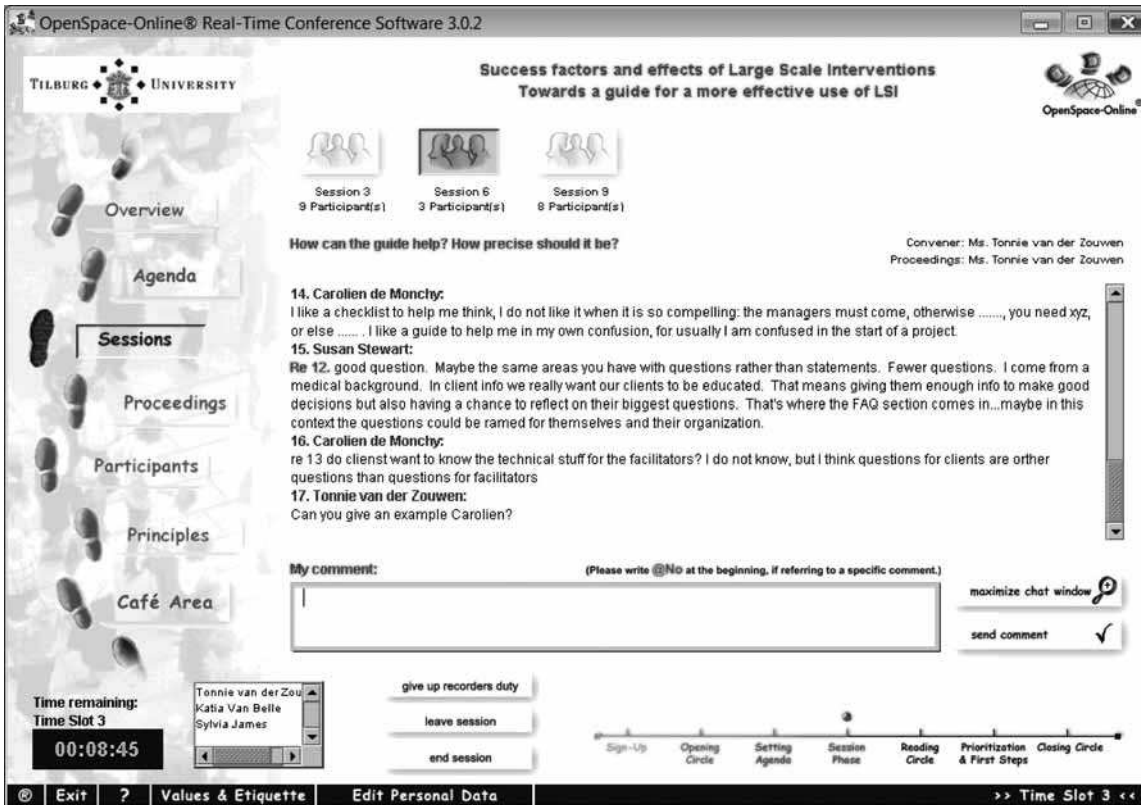 OpenSpace-Online® Real-Time Conference Software 3.0.2
TILBURG UNIVERSITY
Success factors and effects of Large Scale Interventions
Towards a guide for a more effective use of LSI
OpenSpace-Online®
Session 3
9 Participant(s)
Session 6
3 Participant(s)
Session 9
8 Participant(s)
How can the guide help? How precise should it be?
Convener: Ms. Tonnie van der Zouwen
Proceedings: Ms. Tonnie van der Zouwen
Overview
Agenda
Sessions
Proceedings
Participants
Principles
Café Area
14. Carolien de Monchy:
I like a checklist to help me think, I do not like it when it is so compelling: the managers must come, otherwise ......., you need xyz,
or else ...... . I like a guide to help me in my own confusion, for usually I am confused in the start of a project.
15. Susan Stewart:
Re 12. good question. Maybe the same areas you have with questions rather than statements. Fewer questions. I come from a
medical background. In client info we really want our clients to be educated. That means giving them enough info to make good
decisions but also having a chance to reflect on their biggest questions. That's where the FAQ section comes in...maybe in this
context the questions could be ramed for themselves and their organization.
16. Carolien de Monchy:
re 13 do clienst want to know the technical stuff for the facilitators? I do not know, but I think questions for clients are orther
questions than questions for facilitators
17. Tonnie van der Zouwen:
Can you give an example Carolien?
My comment:
(Please write @No at the beginning, if referring to a specific comment.)
maximize chat window
send comment
Time remaining:
Time Slot 3
00:08:45
Tonnie van der Zou
Katia Van Belle
Sylvia James
give up recorders duty
leave session
end session
Sign-Up
Opening Circle
Setting Agenda
Session Phase
Reading Circle
Prioritization & First Steps
Closing Circle
® Exit ? Values & Etiquette Edit Personal Data >> Time Slot 3 <<